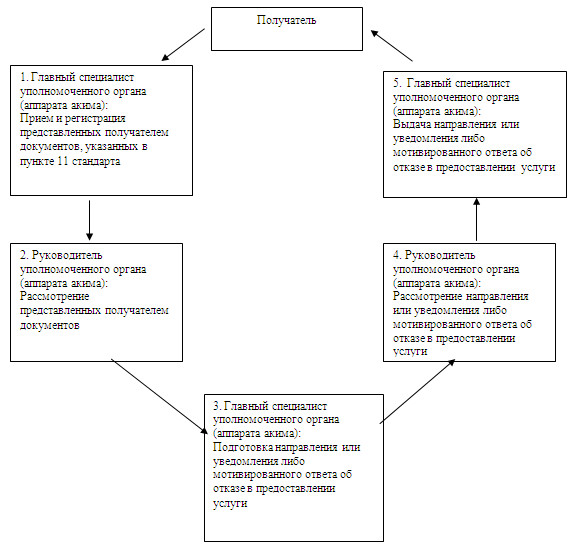 Получатель
1. Главный специалист
уполномоченного органа
(аппарата акима):
Прием и регистрация
представленных получателем
документов, указанных в
пункте 11 стандарта
2. Руководитель
уполномоченного органа
(аппарата акима):
Рассмотрение
представленных получателем
документов
3. Главный специалист
уполномоченного органа
(аппарата акима):
Подготовка направления или
уведомления либо
мотивированного ответа об
отказе в предоставлении
услуги
4. Руководитель
уполномоченного органа
(аппарата акима):
Рассмотрение направления
или уведомления либо
мотивированного ответа об
отказе в предоставлении
услуги
5. Главный специалист
уполномоченного органа
(аппарата акима):
Выдача направления или
уведомления либо
мотивированного ответа об
отказе в предоставлении услуги